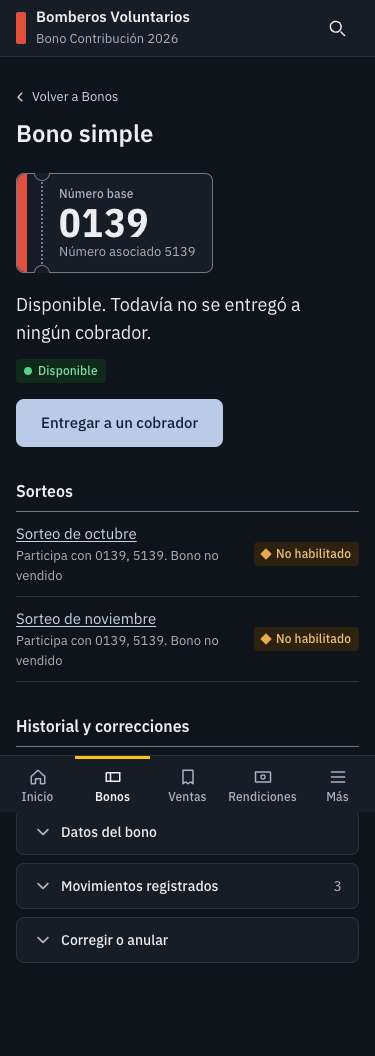 Bomberos Voluntarios
Bono Contribución 2026
Volver a Bonos
Bono simple
Número base
0139
Número asociado 5139
Disponible. Todavía no se entregó a
ningún cobrador.
Disponible
Entregar a un cobrador
Sorteos
Sorteo de octubre
Participa con 0139, 5139. Bono no
vendido
No habilitado
Sorteo de noviembre
Participa con 0139, 5139. Bono no
vendido
No habilitado
Historial y correcciones
Inicio
Bonos
Ventas
Rendiciones
Más
Datos del bono
Movimientos registrados
3
Corregir o anular